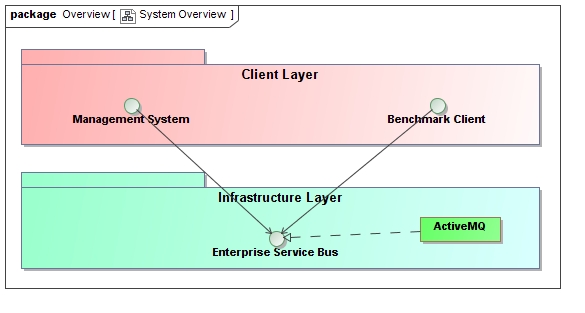 package Overview [ System Overview ]
Client Layer
Management System
Benchmark Client
Infrastructure Layer
ActiveMQ
Enterprise Service Bus